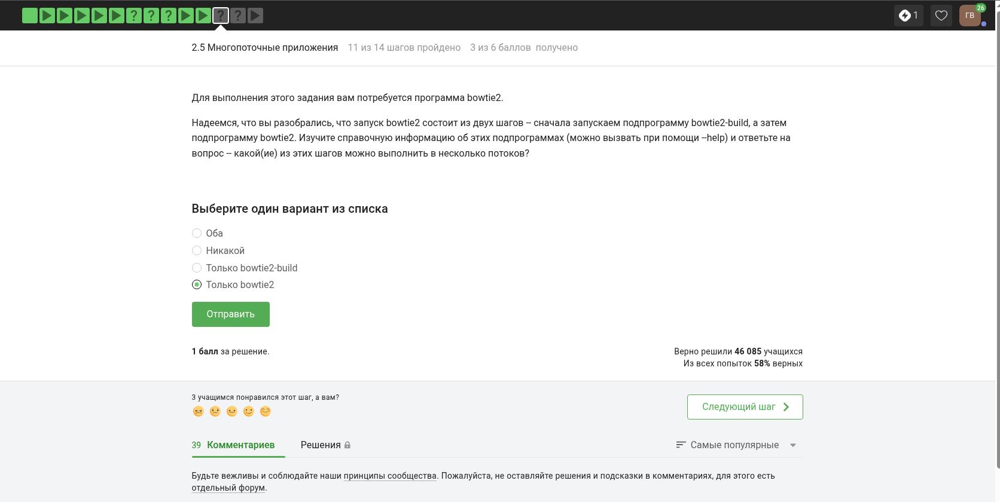 ? ? ? ? ?
1
ГВ
26
2.5 Многопоточные приложения 11 из 14 шагов пройдено 3 из 6 баллов получено
Для выполнения этого задания вам потребуется программа bowtie2.
Надеемся, что вы разобрались, что запуск bowtie2 состоит из двух шагов -- сначала запускаем подпрограмму bowtie2-build, а затем
подпрограмму bowtie2. Изучите справочную информацию об этих подпрограммах (можно вызвать при помощи --help) и ответьте на
вопрос -- какой(ие) из этих шагов можно выполнить в несколько потоков?
Выберите один вариант из списка
Оба
Никакой
Только bowtie2-build
Только bowtie2
Отправить
1 балл за решение.
Верно решили 46 085 учащихся
Из всех попыток 58% верных
3 учащимся понравился этот шаг, а вам?
Следующий шаг
39 Комментариев Решения Самые популярные
Будьте вежливы и соблюдайте наши принципы сообщества. Пожалуйста, не оставляйте решения и подсказки в комментариях, для этого есть
отдельный форум.